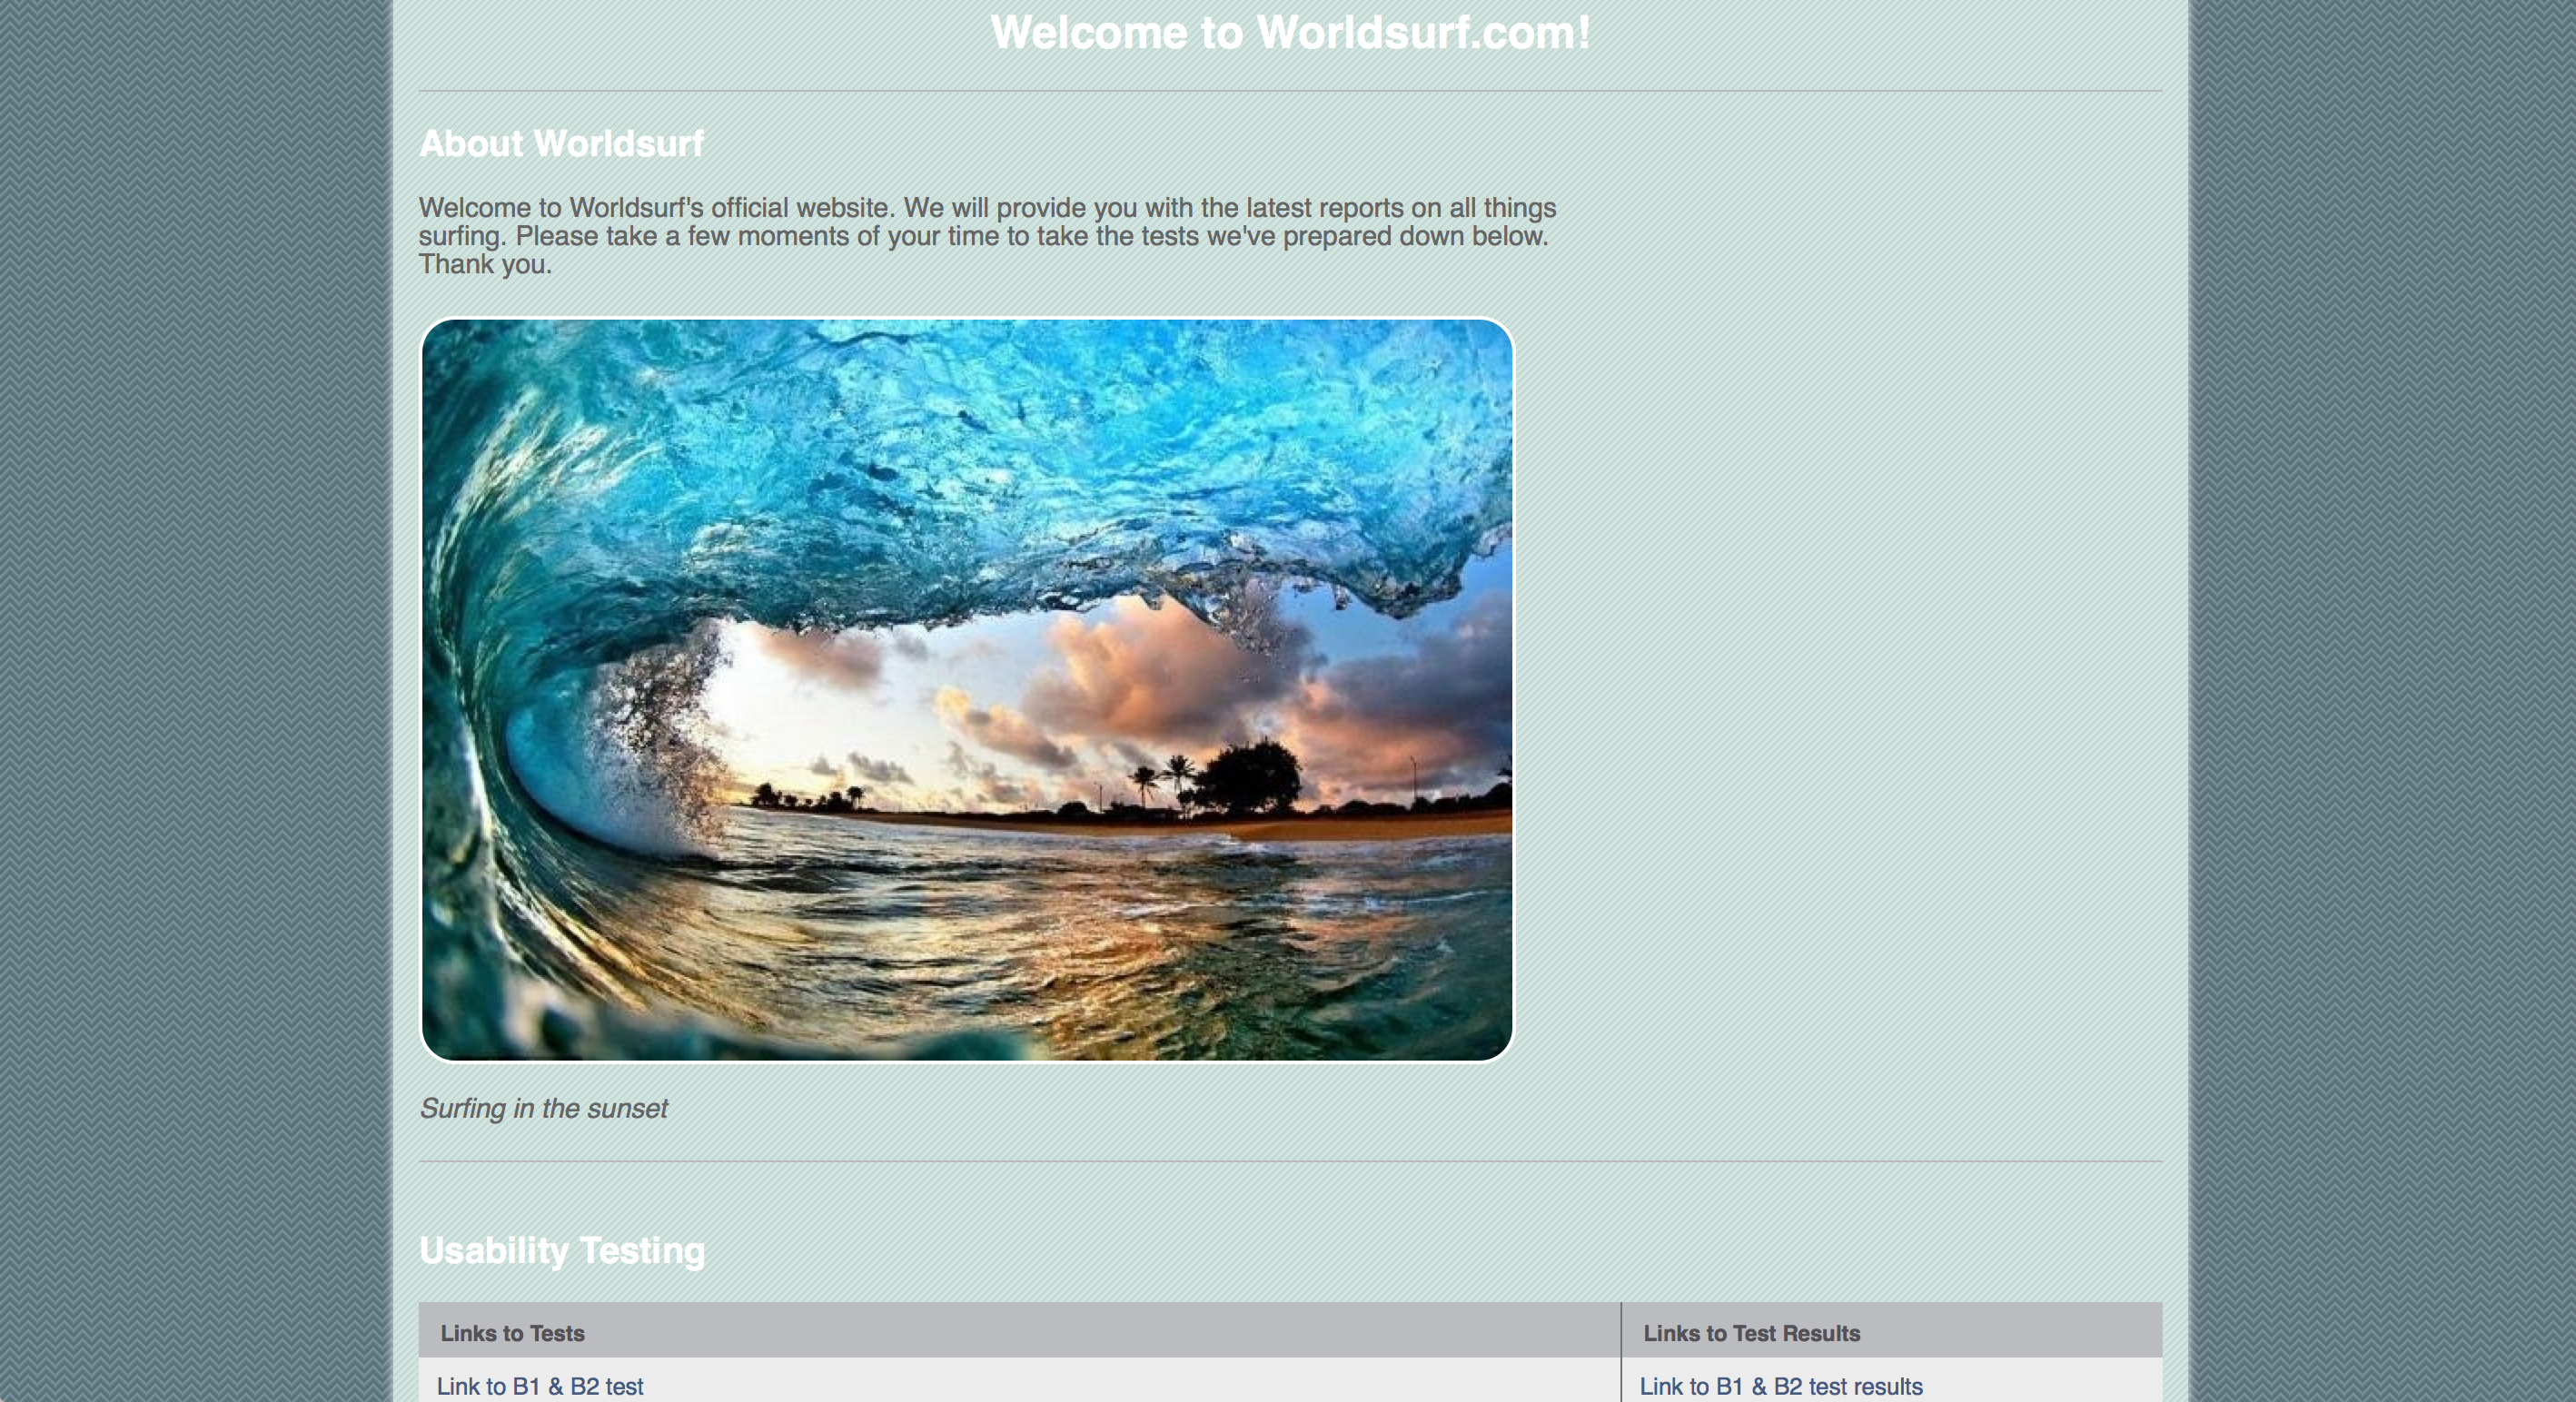 Welcome to Worldsurf.com!
About Worldsurf
Welcome to Worldsurf's official website. We will provide you with the latest reports on all things
surfing. Please take a few moments of your time to take the tests we've prepared down below.
Thank you.
Surfing in the sunset
Usability Testing
Links to Tests
Links to Test Results
Link to B1 & B2 test
Link to B1 & B2 test results